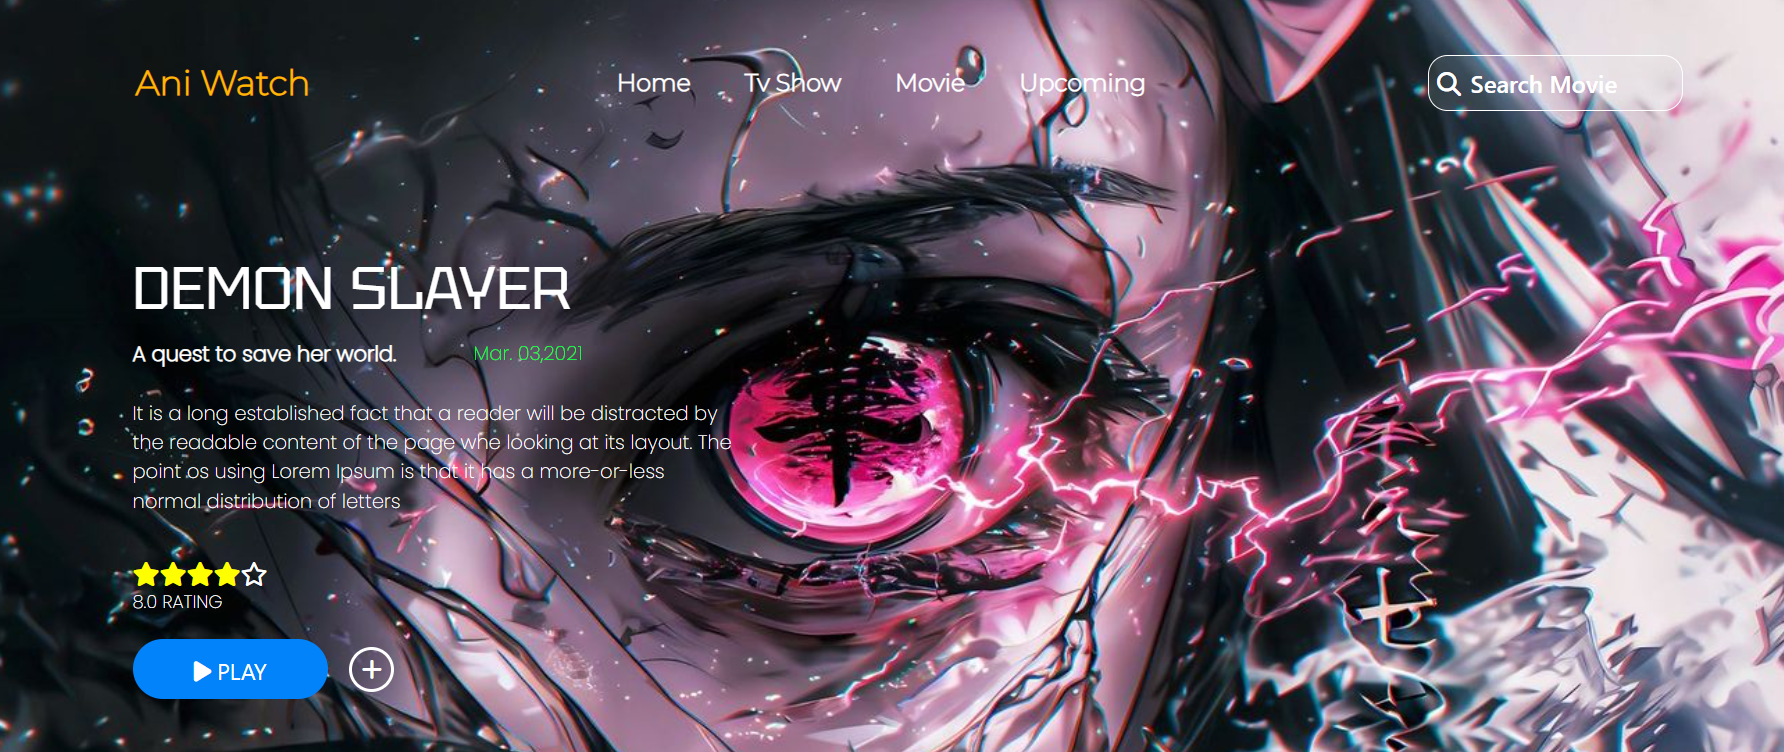 Ani Watch
Home Tv Show Movie Upcoming
Search Movie
DEMON SLAYER
A quest to save her world.
Mar. 03,2021
It is a long established fact that a reader will be distracted by
the readable content of the page whe looking at its layout. The
point os using Lorem Ipsum is that it has a more-or-less
normal distribution of letters
8.0 RATING
PLAY
七